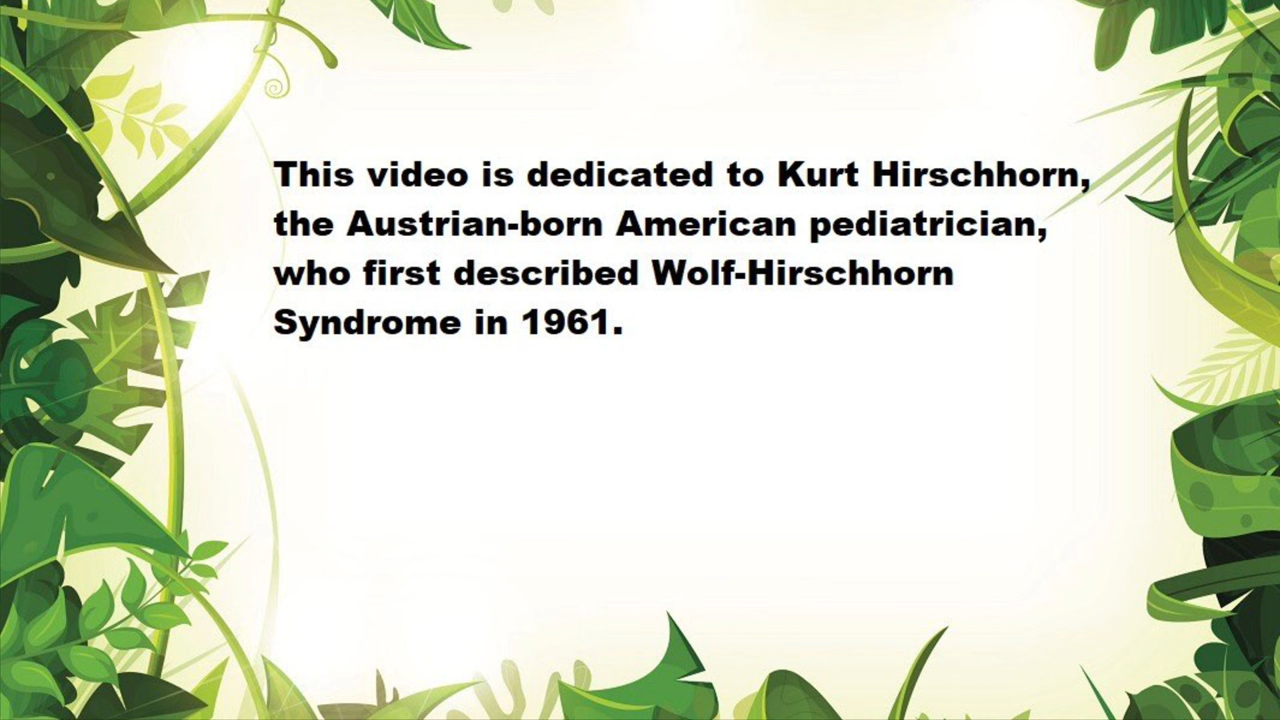 This video is dedicated to Kurt Hirschhorn,
the Austrian-born American pediatrician,
who first described Wolf-Hirschhorn
Syndrome in 1961.